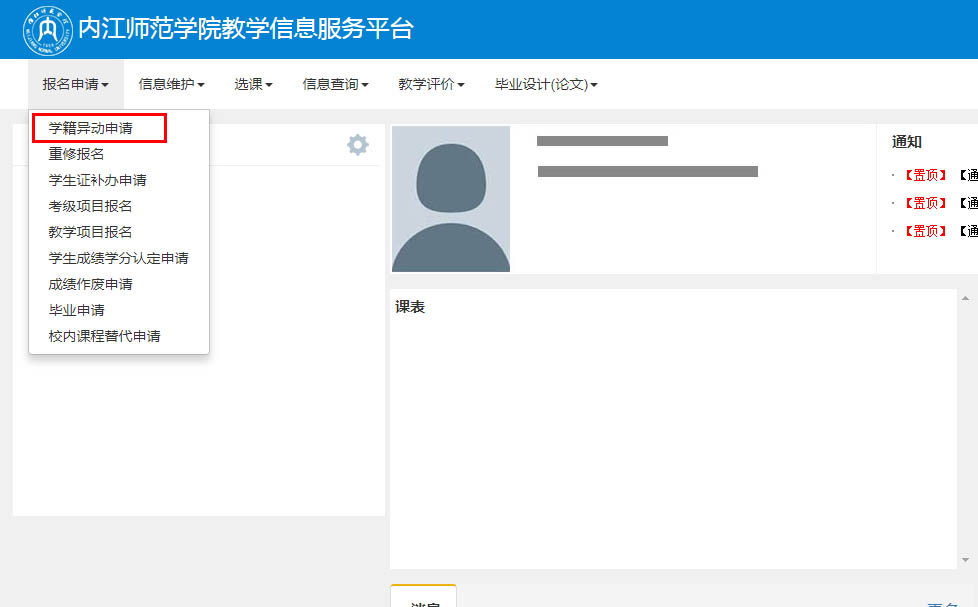 内江师范学院教学信息服务平台
报名申请 信息维护 选课 信息查询 教学评价 毕业设计(论文)
学籍异动申请
重修报名
学生证补办申请
考级项目报名
教学项目报名
学生成绩学分认定申请
成绩作废申请
毕业申请
校内课程替代申请
通知
·【置顶】【通
·【置顶】【通
·【置顶】【通
课表
消息
更多